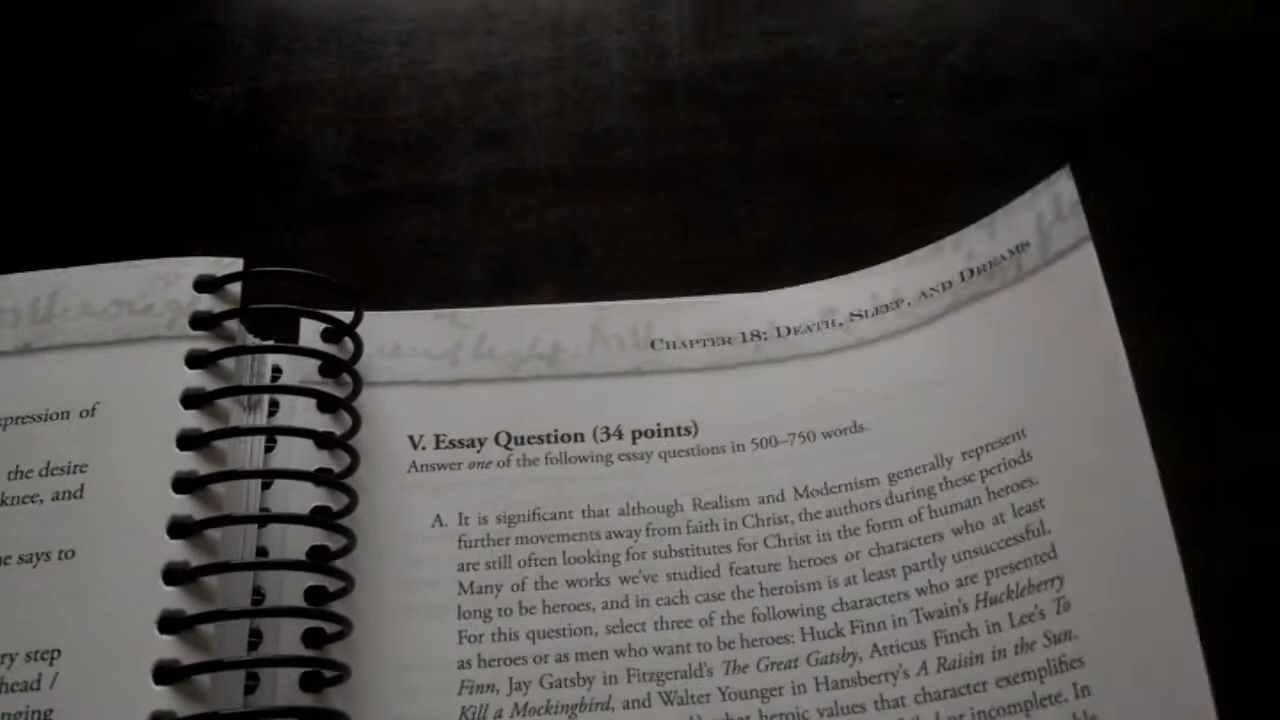 pression of
the desire
knee, and
e says to
ry step
head /
nging
Chapter 18: Death, Sleep, and Dreams
V. Essay Question (34 points)
Answer one of the following essay questions in 500–750 words.
A. It is significant that although Realism and Modernism generally represent
further movements away from faith in Christ, the authors during these periods
are still often looking for substitutes for Christ in the form of human heroes.
Many of the works we've studied feature heroes or characters who at least
long to be heroes, and in each case the heroism is at least partly unsuccessful.
For this question, select three of the following characters who are presented
as heroes or as men who want to be heroes: Huck Finn in Twain's Huckleberry
Finn, Jay Gatsby in Fitzgerald's The Great Gatsby, Atticus Finch in Lee's To
Kill a Mockingbird, and Walter Younger in Hansberry's A Raisin in the Sun.
heroic values that character exemplifies
or incomplete. In